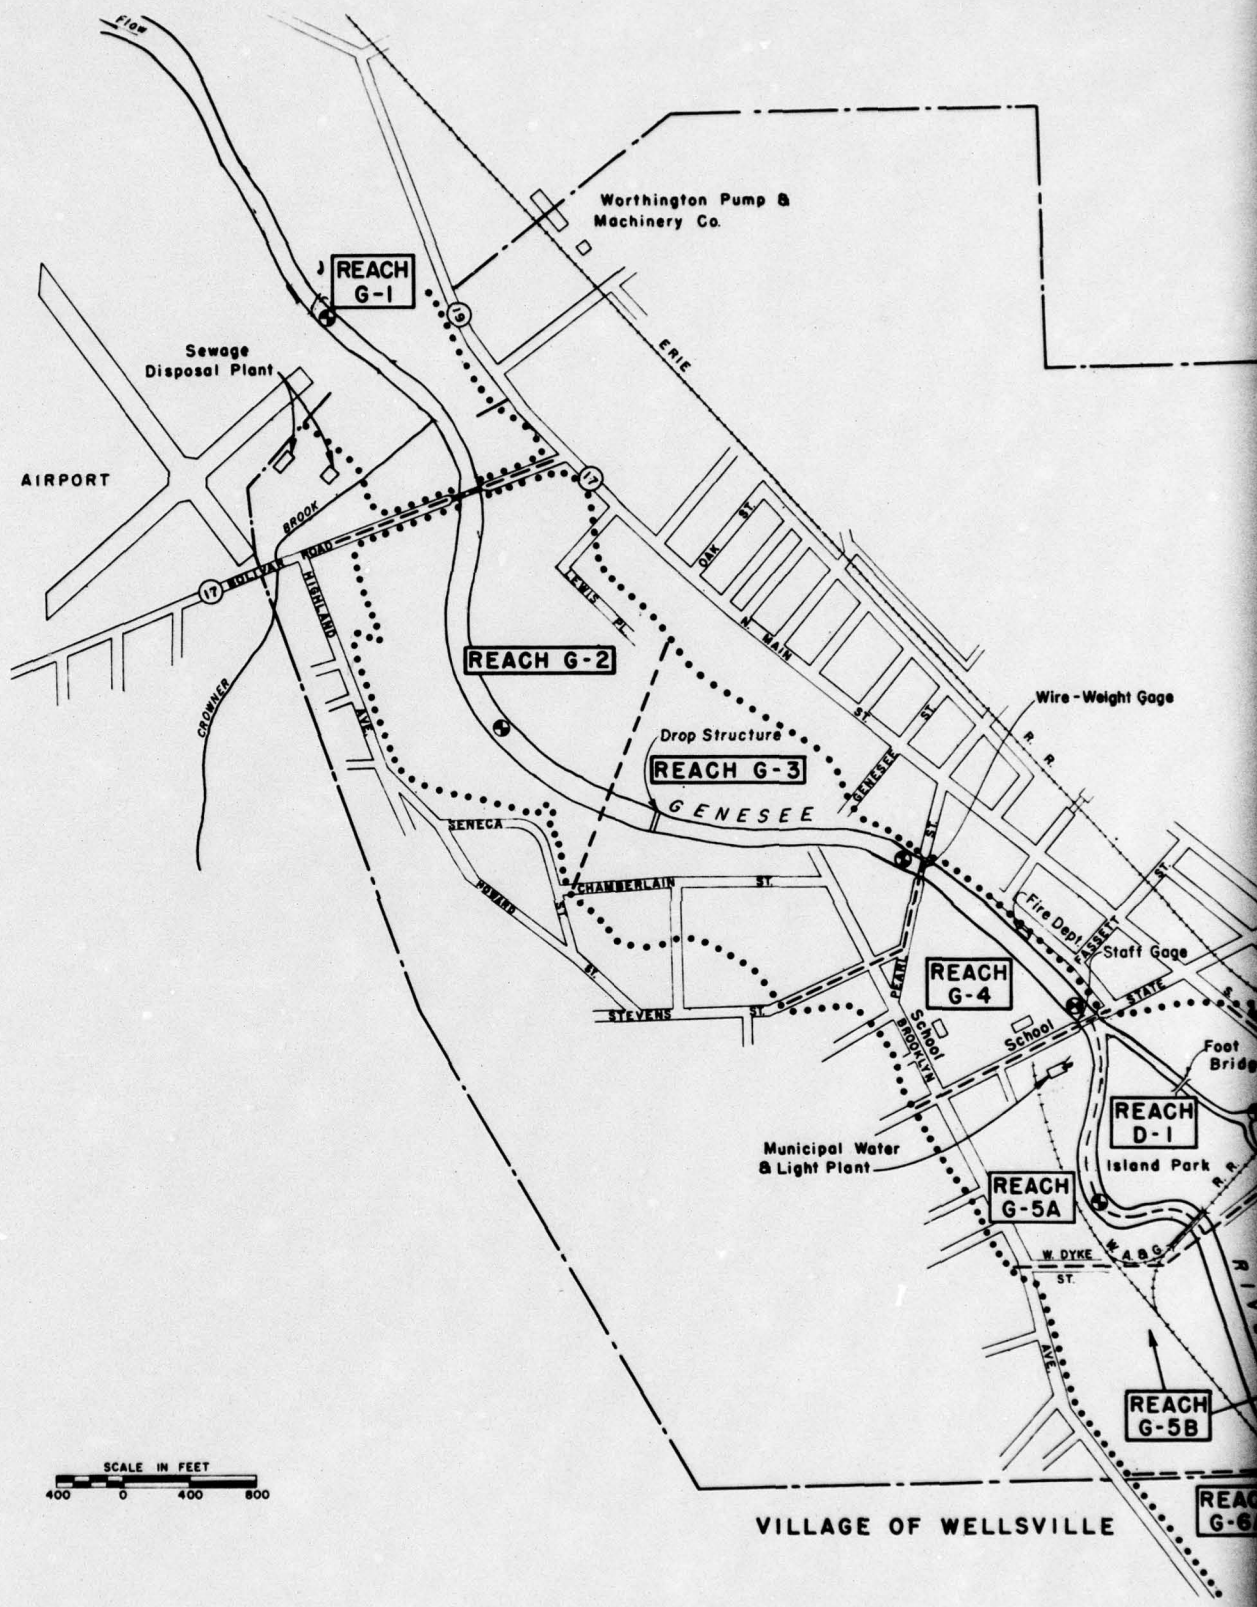 Flow
Worthington Pump &
Machinery Co.
REACH
G-1
19
ERIE
Sewage
Disposal Plant
AIRPORT
17
BROOK
OAK ST.
17
BOLIVAR ROAD
HIGHLAND
AVE.
LEWIS PL.
N. MAIN
ST.
REACH G-2
CROWNER
Wire-Weight Gage
ST.
R. R.
Drop Structure
REACH G-3
GENESEE
GENESEE
ST.
SENECA
ST.
CHAMBERLAIN ST.
HOWARD
ST.
Fire Dept.
FASSETT
ST.
Staff Gage
REACH
G-4
PEARL
STATE
S.
STEVENS ST.
School
School
BROOKLYN
Foot
REACH
D-1
Municipal Water
& Light Plant
Island Park
R. R.
REACH
G-5A
W. A. & G.
W. DYKE
ST.
AVE.
REACH
G-5B
SCALE IN FEET
400 0 400 800
VILLAGE OF WELLSVILLE